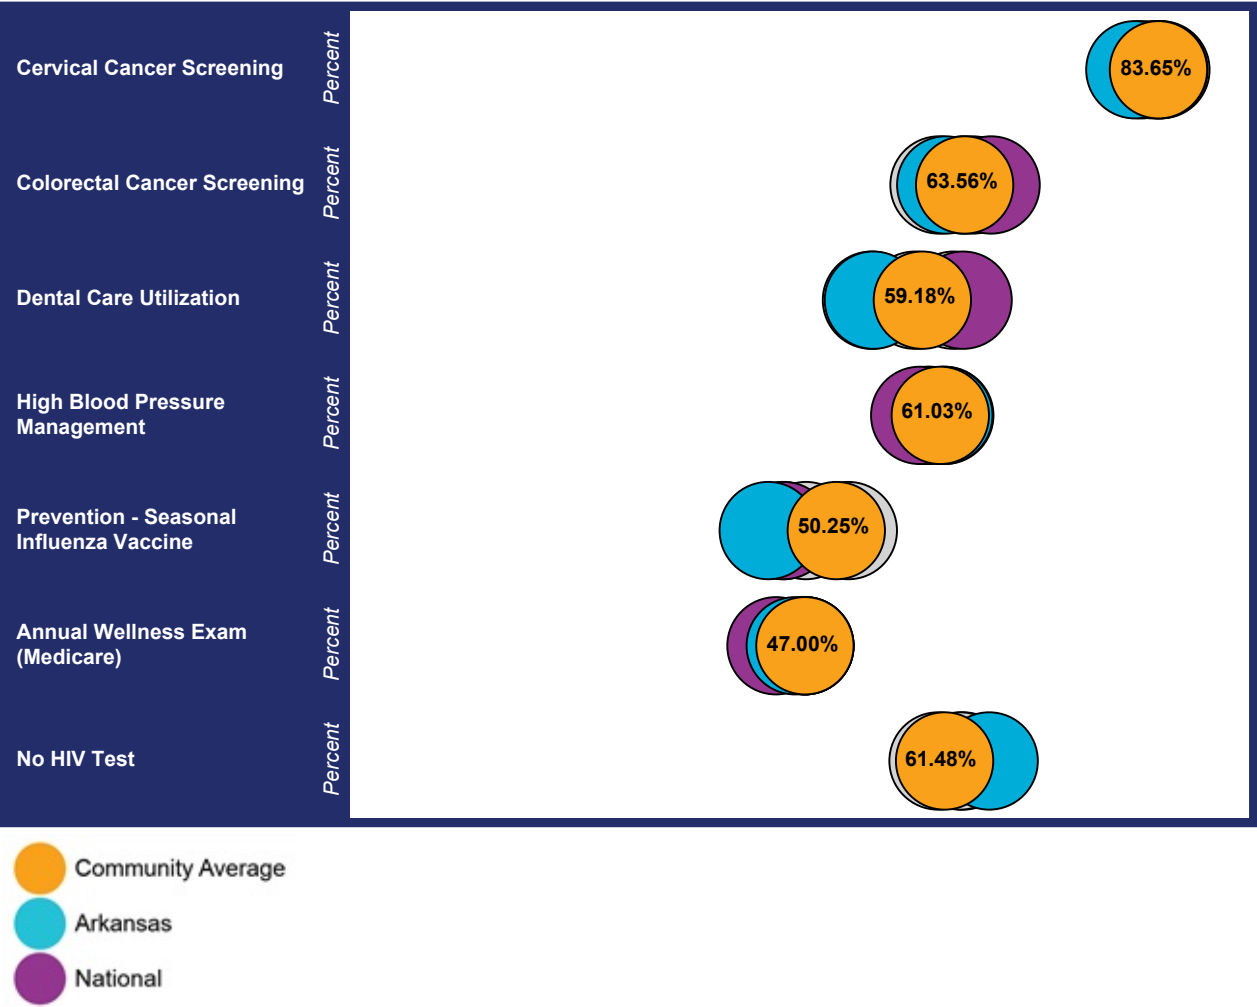 Cervical Cancer Screening
Percent
83.65%
Colorectal Cancer Screening
Percent
63.56%
Dental Care Utilization
Percent
59.18%
High Blood Pressure
Management
Percent
61.03%
Prevention - Seasonal
Influenza Vaccine
Percent
50.25%
Annual Wellness Exam
(Medicare)
Percent
47.00%
No HIV Test
Percent
61.48%
Community Average
Arkansas
National